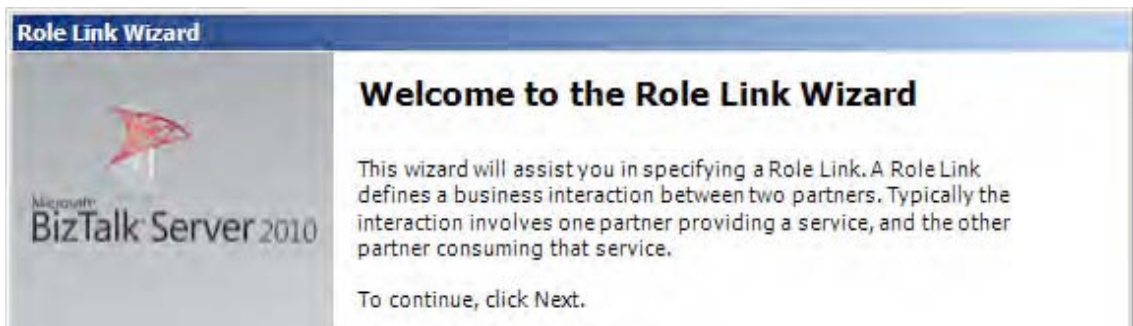 Role Link Wizard
Welcome to the Role Link Wizard
This wizard will assist you in specifying a Role Link. A Role Link
defines a business interaction between two partners. Typically the
interaction involves one partner providing a service, and the other
partner consuming that service.
To continue, click Next.
Microsoft
BizTalk Server 2010